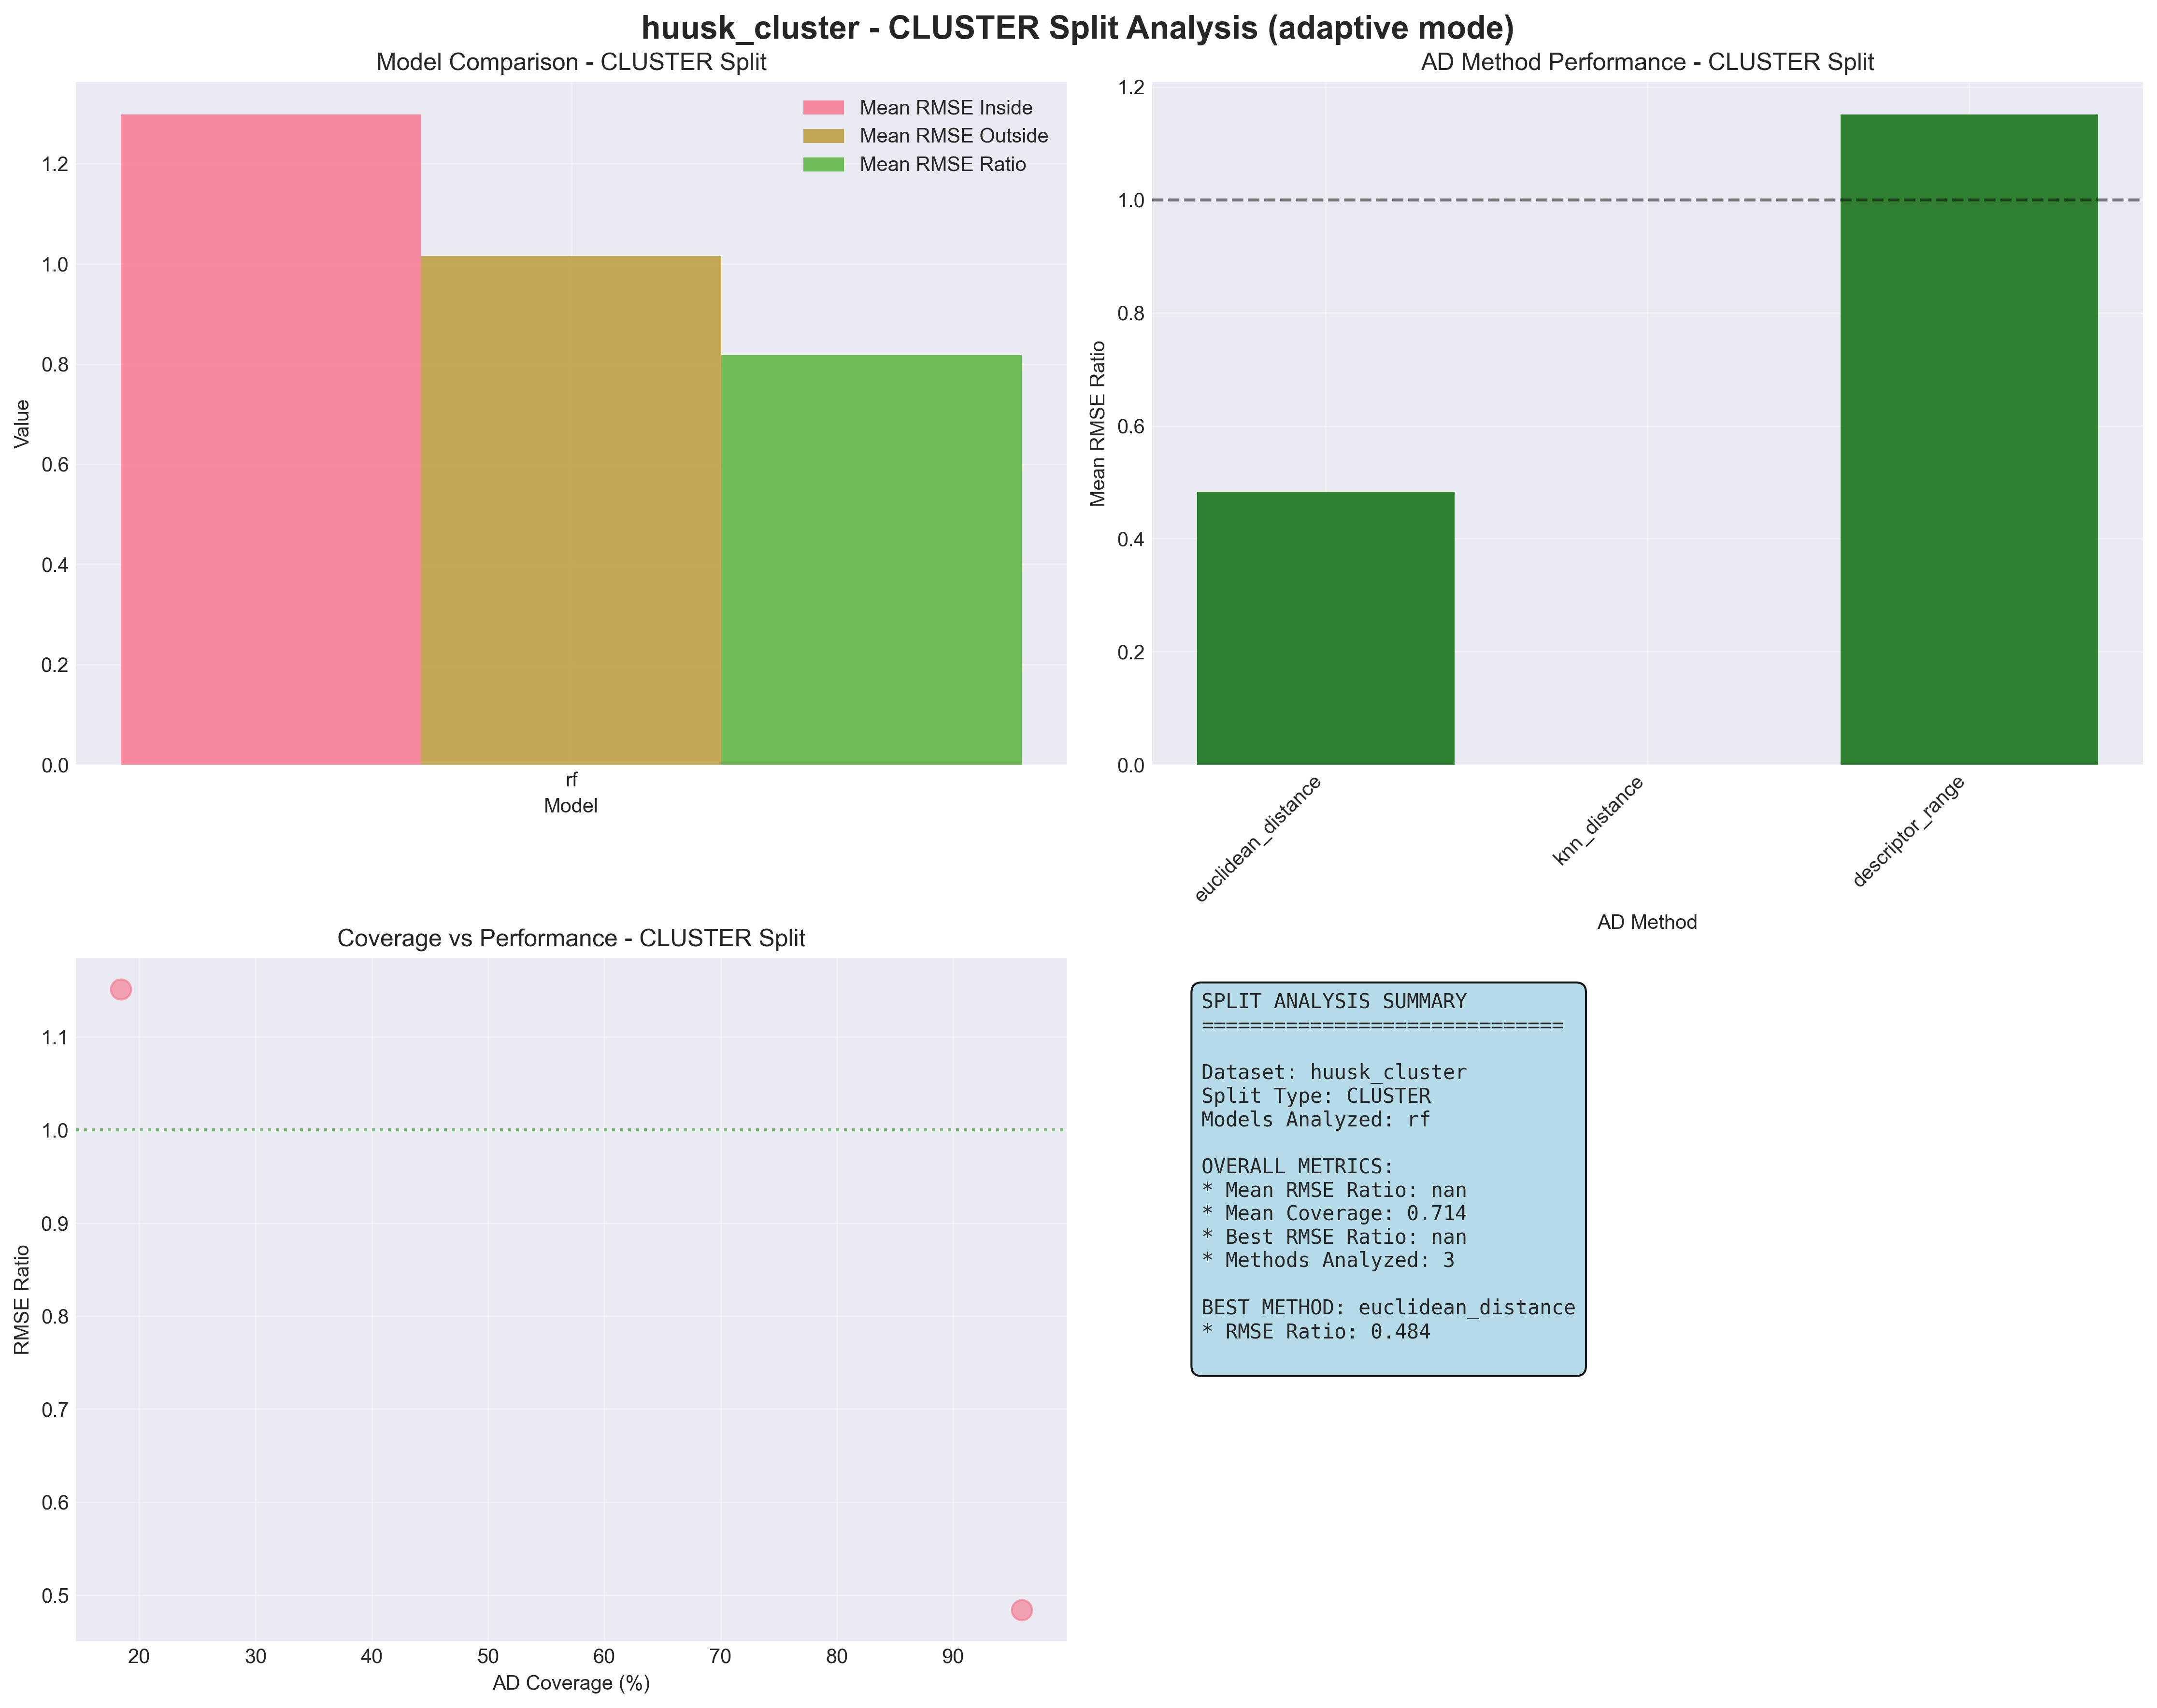 huusk_cluster - CLUSTER Split Analysis (adaptive mode)
Model Comparison - CLUSTER Split
Mean RMSE Inside
Mean RMSE Outside
Mean RMSE Ratio
Value
1.2
1.0
0.8
0.6
0.4
0.2
0.0
rf
Model
AD Method Performance - CLUSTER Split
Mean RMSE Ratio
1.2
1.0
0.8
0.6
0.4
0.2
0.0
euclidean_distance
knn_distance
descriptor_range
AD Method
Coverage vs Performance - CLUSTER Split
RMSE Ratio
1.1
1.0
0.9
0.8
0.7
0.6
0.5
20 30 40 50 60 70 80 90
AD Coverage (%)
SPLIT ANALYSIS SUMMARY
==============================
Dataset: huusk_cluster
Split Type: CLUSTER
Models Analyzed: rf
OVERALL METRICS:
* Mean RMSE Ratio: nan
* Mean Coverage: 0.714
* Best RMSE Ratio: nan
* Methods Analyzed: 3
BEST METHOD: euclidean_distance
* RMSE Ratio: 0.484